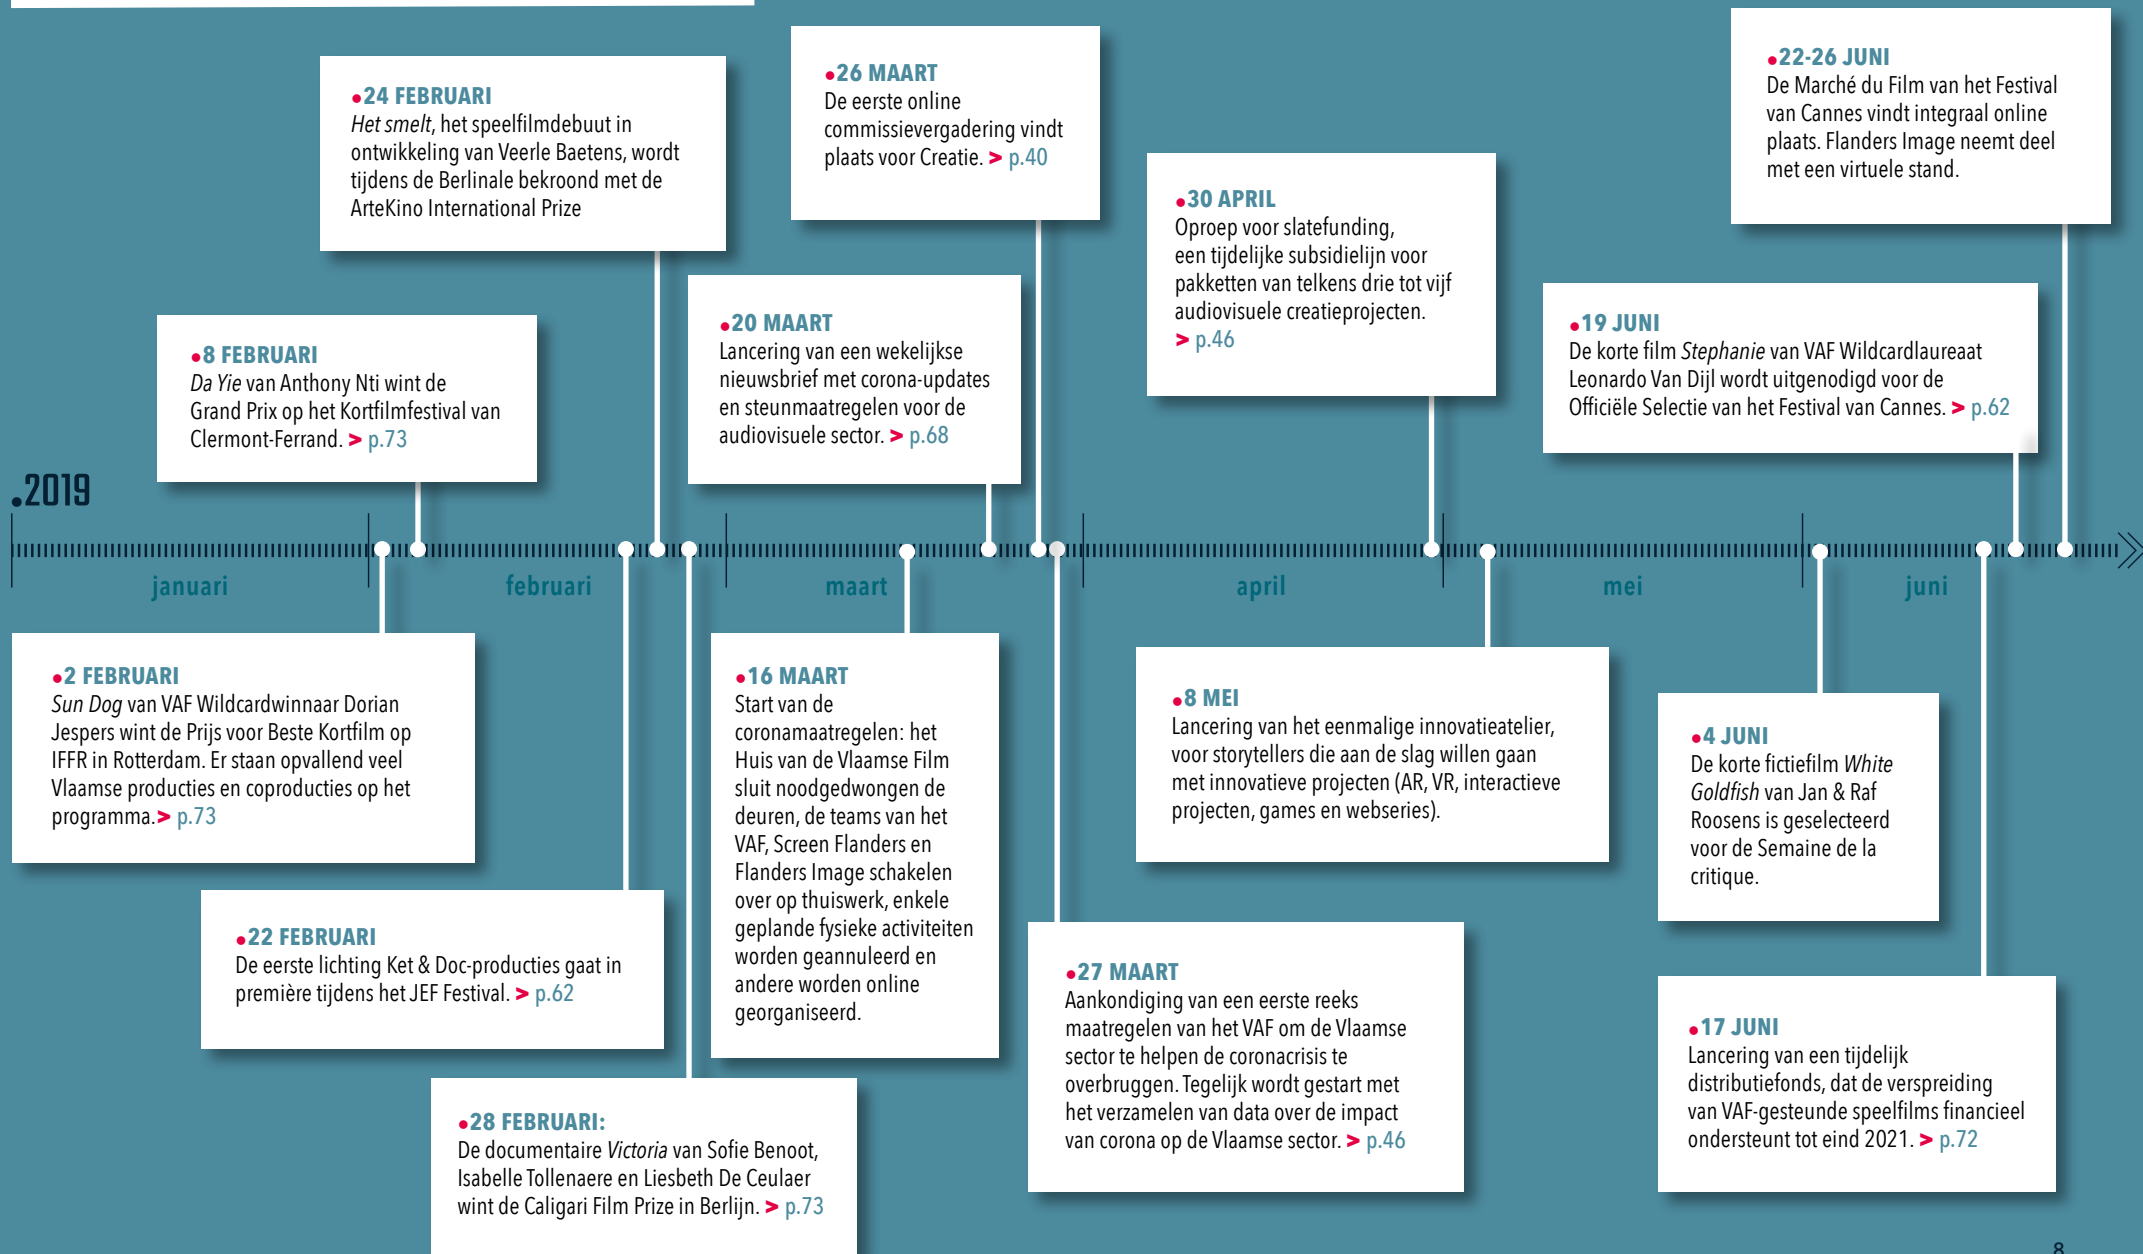 •24 FEBRUARI
Het smelt, het speelfilmdebuut in
ontwikkeling van Veerle Baetens, wordt
tijdens de Berlinale bekroond met de
ArteKino International Prize
•26 MAART
De eerste online
commissievergadering vindt
plaats voor Creatie. > p.40
•22-26 JUNI
De Marché du Film van het Festival
van Cannes vindt integraal online
plaats. Flanders Image neemt deel
met een virtuele stand.
•30 APRIL
Oproep voor slatefunding,
een tijdelijke subsidielijn voor
pakketten van telkens drie tot vijf
audiovisuele creatieprojecten.
> p.46
•8 FEBRUARI
Da Yie van Anthony Nti wint de
Grand Prix op het Kortfilmfestival van
Clermont-Ferrand. > p.73
•20 MAART
Lancering van een wekelijkse
nieuwsbrief met corona-updates
en steunmaatregelen voor de
audiovisuele sector. > p.68
•19 JUNI
De korte film Stephanie van VAF Wildcardlaureaat
Leonardo Van Dijl wordt uitgenodigd voor de
Officiële Selectie van het Festival van Cannes. > p.62
.2019
januari
februari
maart
april
mei
juni
•2 FEBRUARI
Sun Dog van VAF Wildcardwinnaar Dorian
Jespers wint de Prijs voor Beste Kortfilm op
IFFR in Rotterdam. Er staan opvallend veel
Vlaamse producties en coproducties op het
programma.> p.73
•16 MAART
Start van de
coronamaatregelen: het
Huis van de Vlaamse Film
sluit noodgedwongen de
deuren, de teams van het
VAF, Screen Flanders en
Flanders Image schakelen
over op thuiswerk, enkele
geplande fysieke activiteiten
worden geannuleerd en
andere worden online
georganiseerd.
•8 MEI
Lancering van het eenmalige innovatieatelier,
voor storytellers die aan de slag willen gaan
met innovatieve projecten (AR, VR, interactieve
projecten, games en webseries).
•4 JUNI
De korte fictiefilm White
Goldfish van Jan & Raf
Roosens is geselecteerd
voor de Semaine de la
critique.
•22 FEBRUARI
De eerste lichting Ket & Doc-producties gaat in
première tijdens het JEF Festival. > p.62
•27 MAART
Aankondiging van een eerste reeks
maatregelen van het VAF om de Vlaamse
sector te helpen de coronacrisis te
overbruggen. Tegelijk wordt gestart met
het verzamelen van data over de impact
van corona op de Vlaamse sector. > p.46
•17 JUNI
Lancering van een tijdelijk
distributiefonds, dat de verspreiding
van VAF-gesteunde speelfilms financieel
ondersteunt tot eind 2021. > p.72
•28 FEBRUARI:
De documentaire Victoria van Sofie Benoot,
Isabelle Tollenaere en Liesbeth De Ceulaer
wint de Caligari Film Prize in Berlijn. > p.73
8